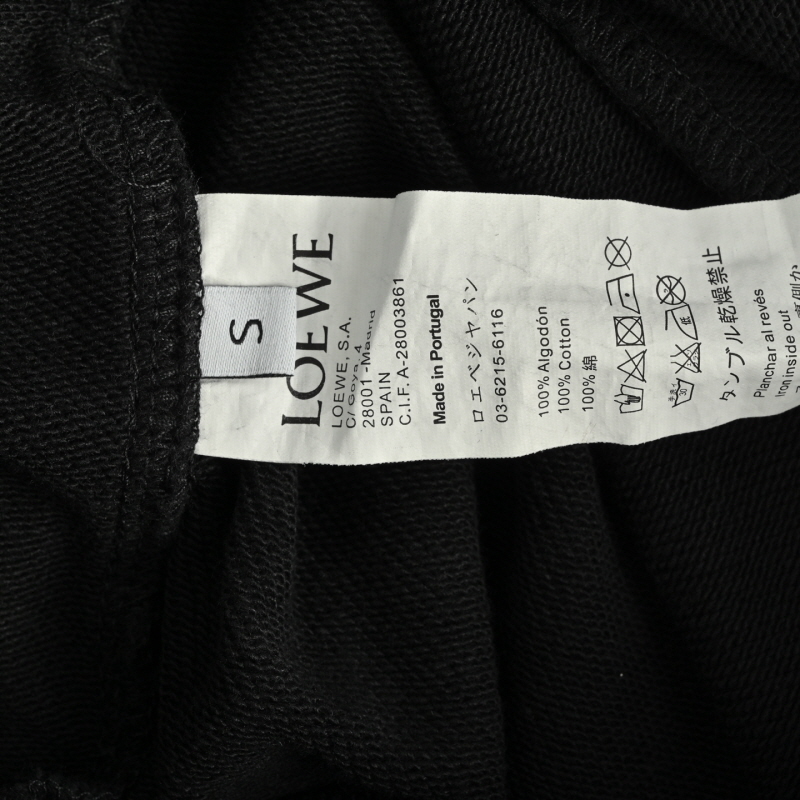 S
LOEWE
LOEWE, S.A.
C/ Goya, 4
28001 -Madrid
SPAIN
C.I.F. A-28003861
Made in Portugal
ロエベジャパン
03-6215-6116
100% Algodón
100% Cotton
100% 綿
30
低
タンブル乾燥禁止
Planchar al revés
Iron inside out